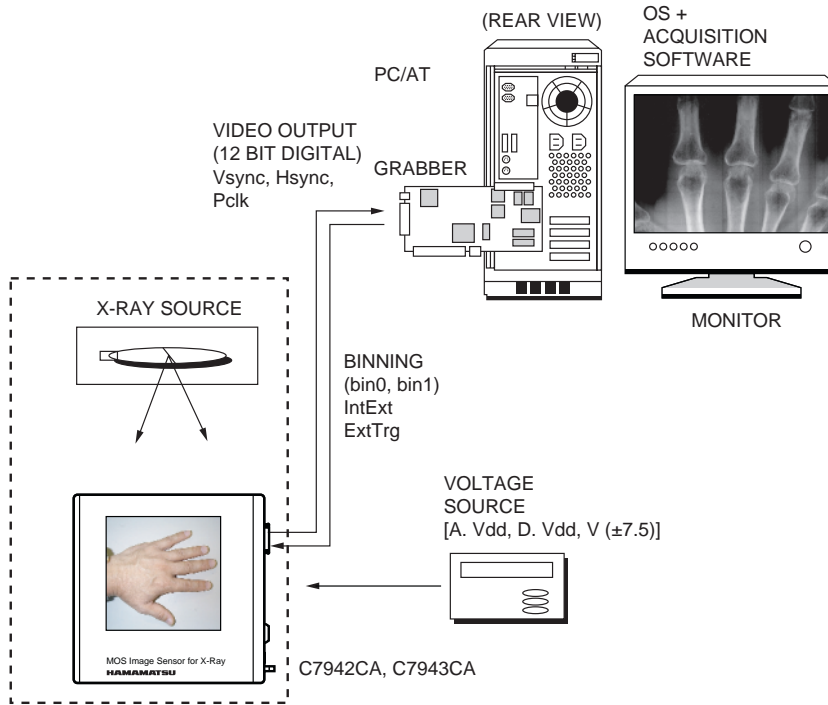 (REAR VIEW)
OS +
ACQUISITION
SOFTWARE
PC/AT
VIDEO OUTPUT
(12 BIT DIGITAL)
Vsync, Hsync,
Pclk
GRABBER
X-RAY SOURCE
MONITOR
BINNING
(bin0, bin1)
IntExt
ExtTrg
VOLTAGE
SOURCE
[A. Vdd, D. Vdd, V (±7.5)]
MOS Image Sensor for X-Ray
HAMAMATSU
C7942CA, C7943CA